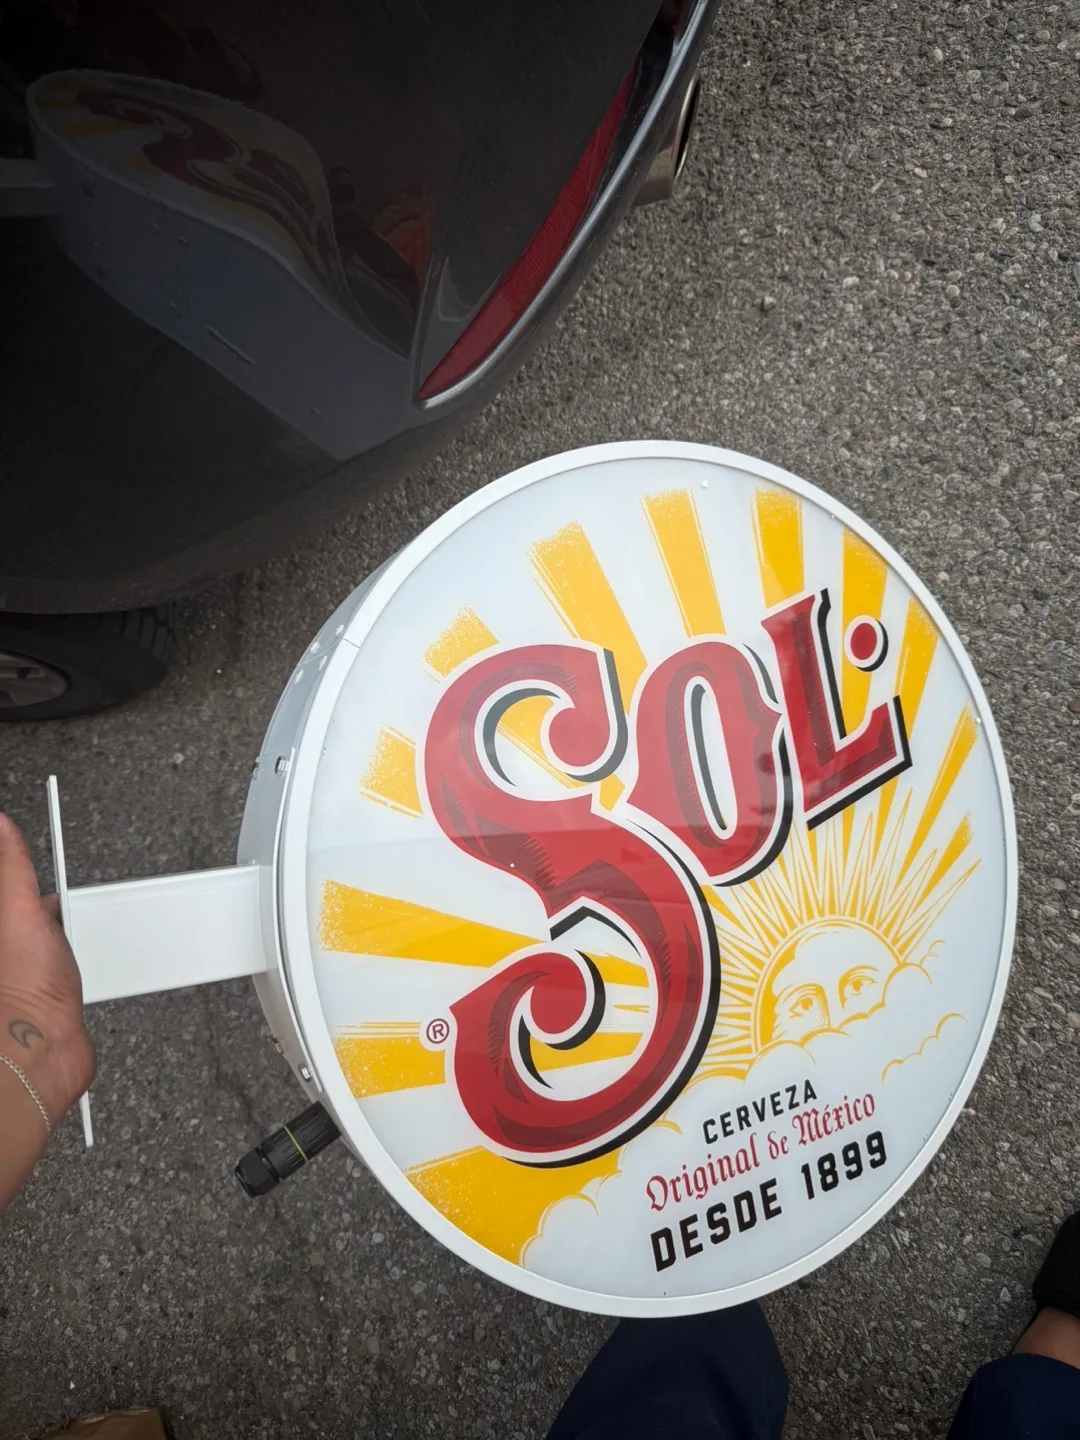 SOL.
®
CERVEZA
Original de México
DESDE 1899